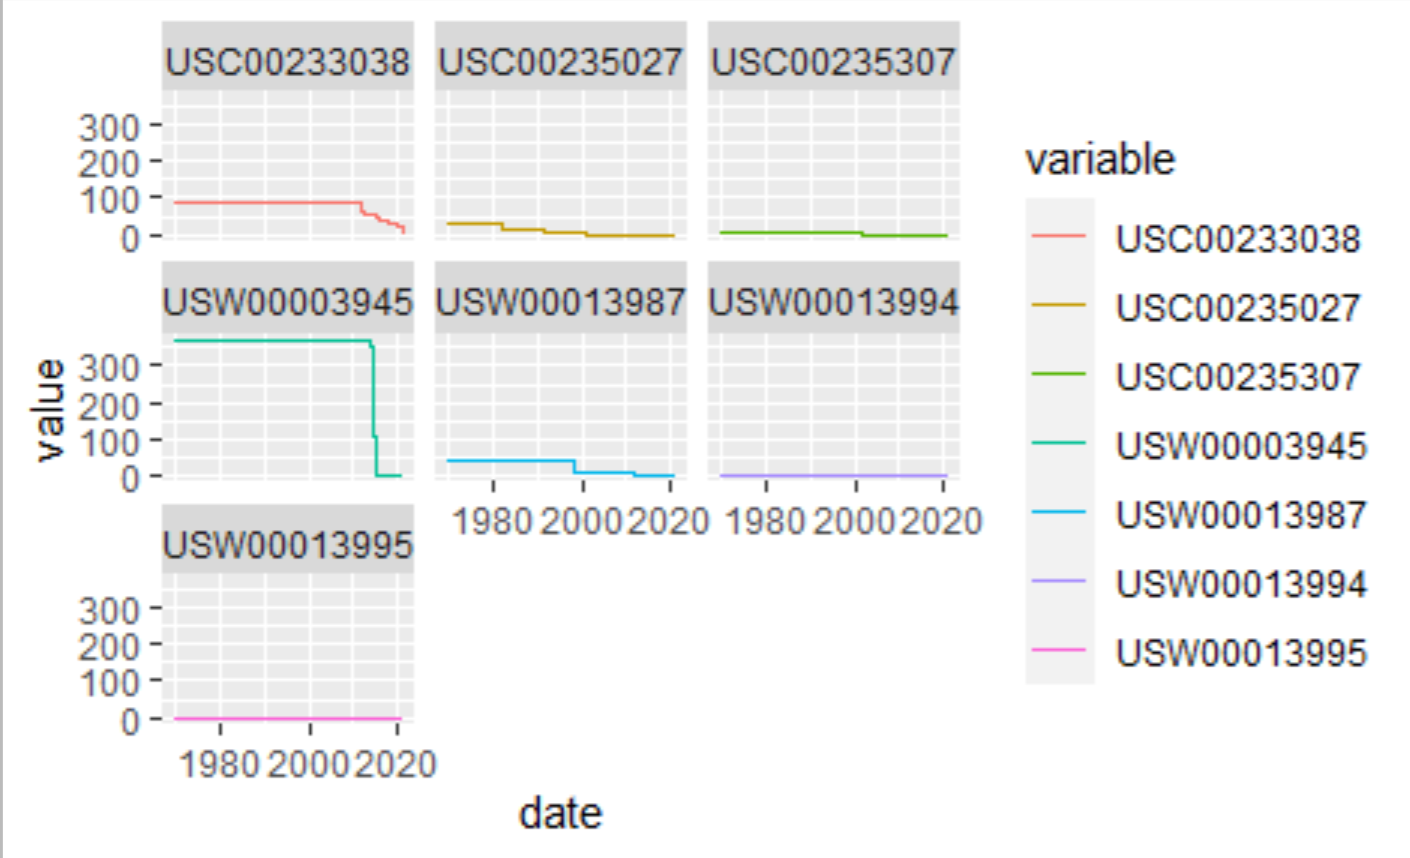 USC00233038 USC00235027 USC00235307
300
200
100
0
USW00003945 USW00013987 USW00013994
300
200
100
0
1980 2000 2020 1980 2000 2020
USW00013995
300
200
100
0
1980 2000 2020
value
date
variable
USC00233038
USC00235027
USC00235307
USW00003945
USW00013987
USW00013994
USW00013995